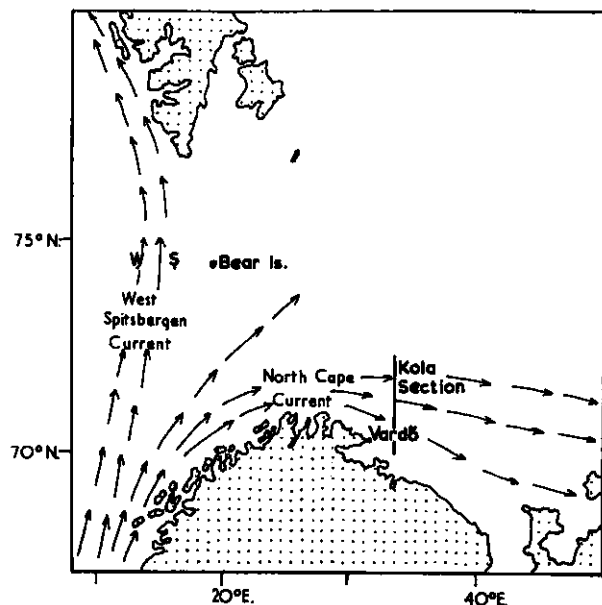 75°N.
W S
Bear Is.
West
Spitsbergen
Current
North Cape
Current
Kola
Section
Vardö
70°N.
20°E.
40°E.